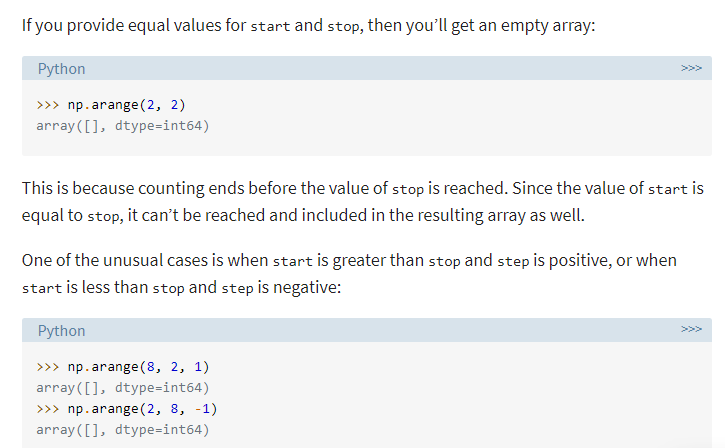 If you provide equal values for start and stop, then you’ll get an empty array:
Python >>>
>>> np.arange(2, 2)
array([], dtype=int64)
This is because counting ends before the value of stop is reached. Since the value of start is
equal to stop, it can’t be reached and included in the resulting array as well.
One of the unusual cases is when start is greater than stop and step is positive, or when
start is less than stop and step is negative:
Python >>>
>>> np.arange(8, 2, 1)
array([], dtype=int64)
>>> np.arange(2, 8, -1)
array([], dtype=int64)